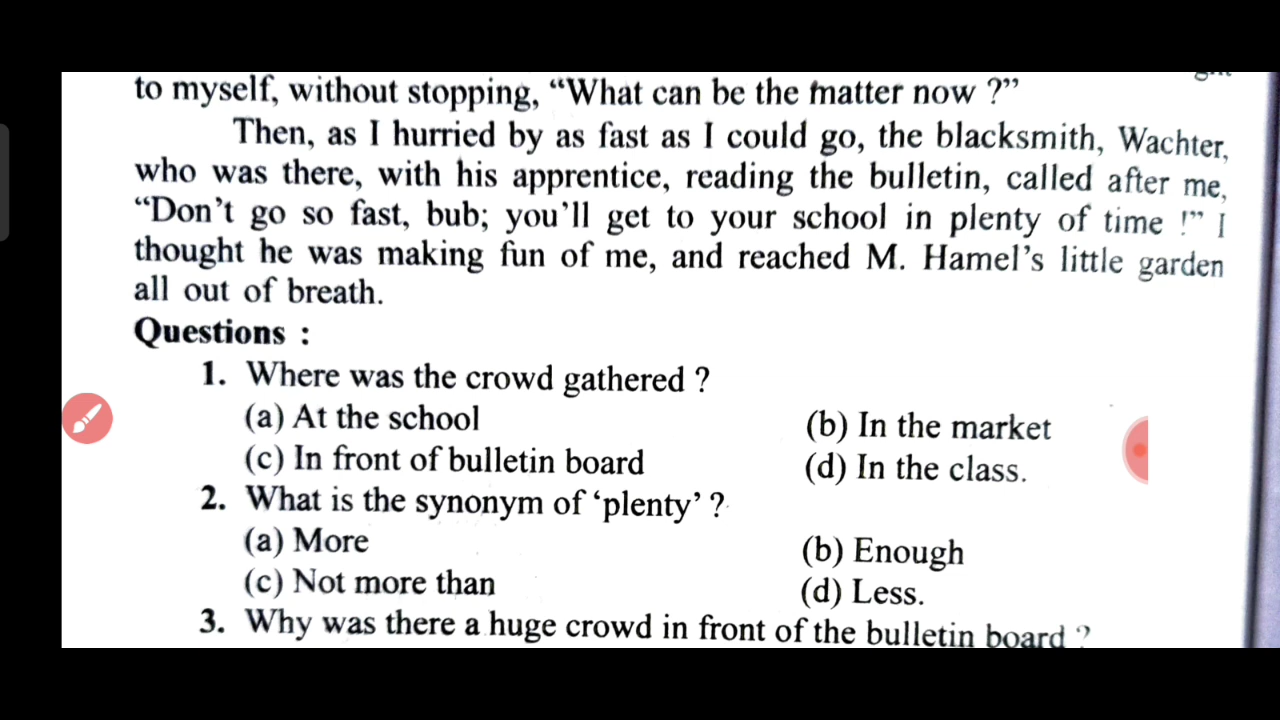 to myself, without stopping, “What can be the matter now ?”
Then, as I hurried by as fast as I could go, the blacksmith, Wachter,
who was there, with his apprentice, reading the bulletin, called after me,
“Don’t go so fast, bub; you’ll get to your school in plenty of time !” I
thought he was making fun of me, and reached M. Hamel’s little garden
all out of breath.
Questions :
1. Where was the crowd gathered ?
(a) At the school (b) In the market
(c) In front of bulletin board (d) In the class.
2. What is the synonym of ‘plenty’ ?
(a) More (b) Enough
(c) Not more than (d) Less.
3. Why was there a huge crowd in front of the bulletin board ?